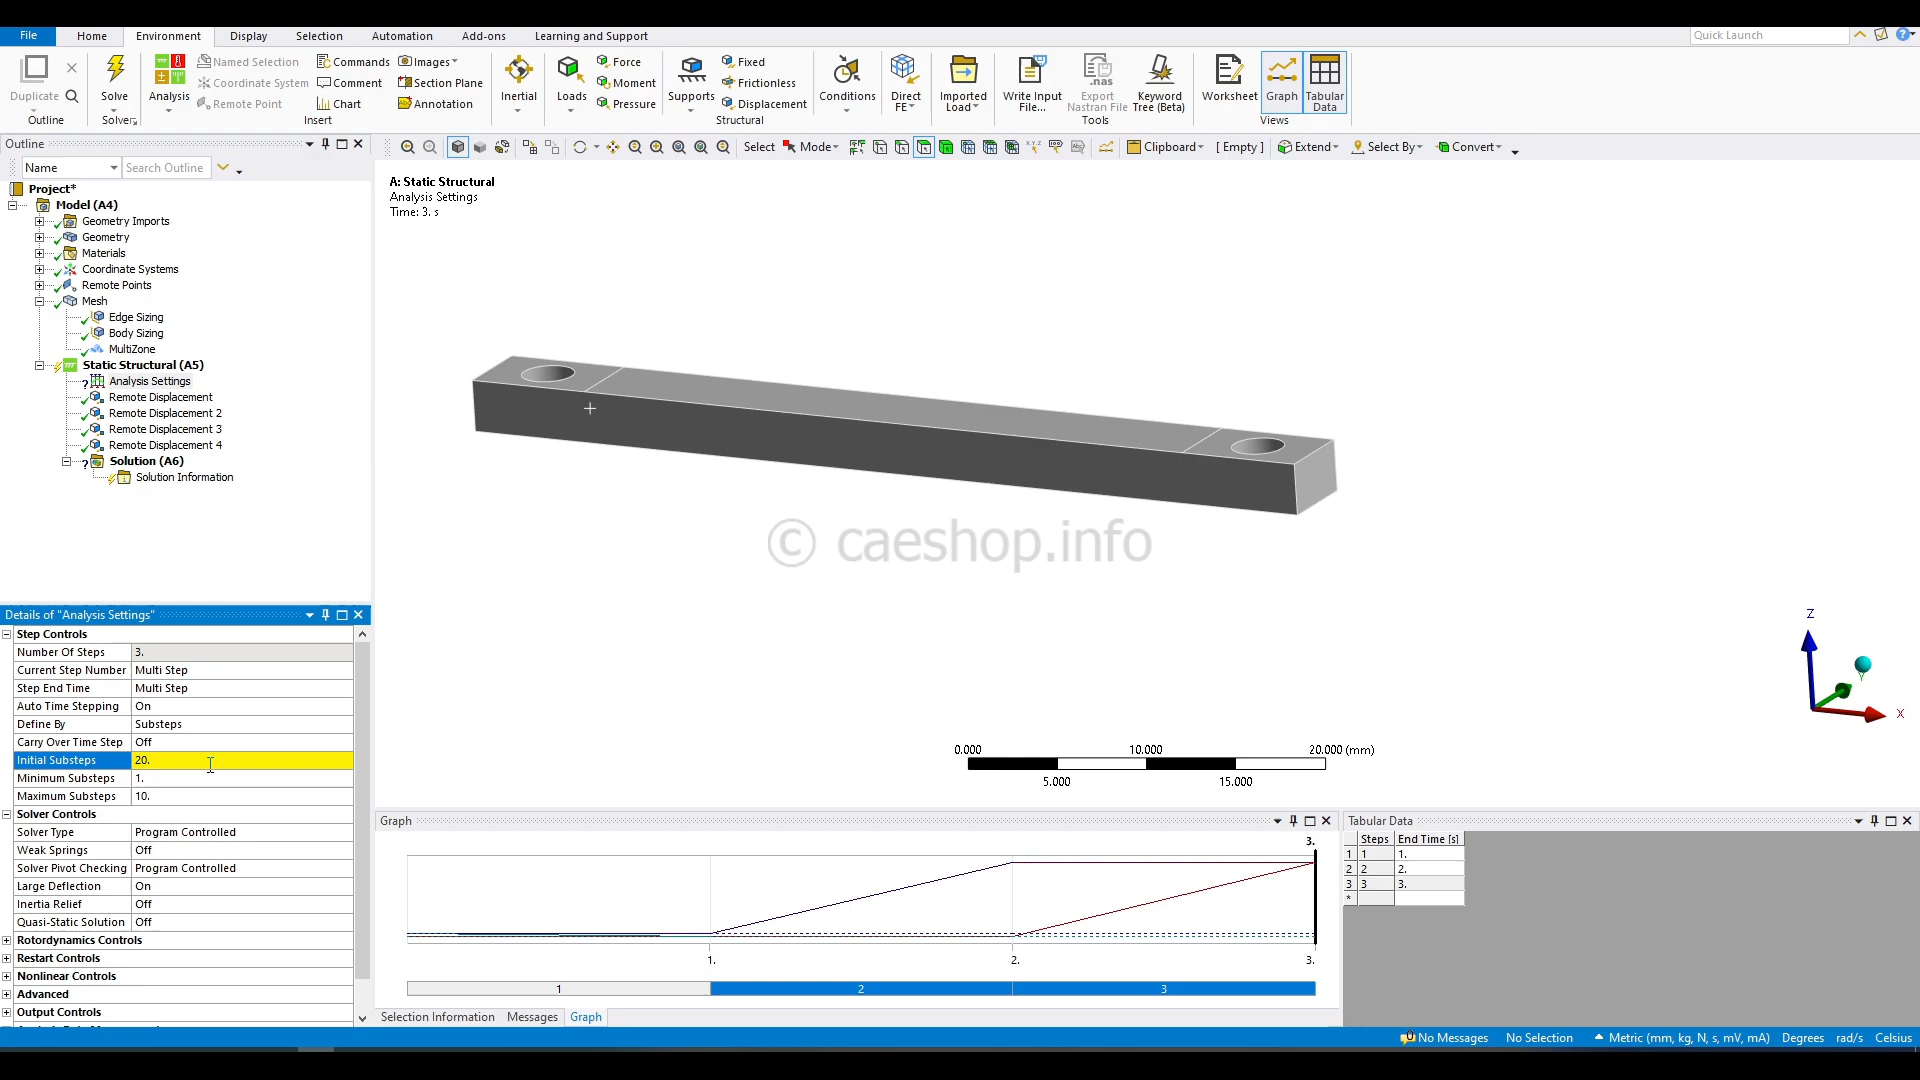 File Home Environment Display Selection Automation Add-ons Learning and Support Quick Launch
Duplicate
Outline
Solve
Solver
Analysis
Named Selection
Coordinate System
Remote Point
Commands
Comment
Chart
Images
Section Plane
Annotation
Insert
Inertial
Loads
Force
Moment
Pressure
Supports
Fixed
Frictionless
Displacement
Structural
Conditions
Direct
FE
Imported
Load
Write Input
File...
.nas
Export
Nastran File
Keyword
Tree (Beta)
Tools
Worksheet
Graph
Tabular
Data
Views
Select Mode Clipboard [ Empty ] Extend Select By Convert
Outline
Name Search Outline
Project*
Model (A4)
Geometry Imports
Geometry
Materials
Coordinate Systems
Remote Points
Mesh
Edge Sizing
Body Sizing
MultiZone
Static Structural (A5)
Analysis Settings
Remote Displacement
Remote Displacement 2
Remote Displacement 3
Remote Displacement 4
Solution (A6)
Solution Information
A: Static Structural
Analysis Settings
Time: 3. s
© caeshop.info
Z
X
0.000 10.000 20.000 (mm)
5.000 15.000
Details of "Analysis Settings"
Step Controls
Number Of Steps 3.
Current Step Number Multi Step
Step End Time Multi Step
Auto Time Stepping On
Define By Substeps
Carry Over Time Step Off
Initial Substeps 20.
Minimum Substeps 1.
Maximum Substeps 10.
Solver Controls
Solver Type Program Controlled
Weak Springs Off
Solver Pivot Checking Program Controlled
Large Deflection On
Inertia Relief Off
Quasi-Static Solution Off
Rotordynamics Controls
Restart Controls
Nonlinear Controls
Advanced
Output Controls
Graph
3.
1. 2. 3.
1 2 3
Selection Information Messages Graph
Tabular Data
Steps End Time [s]
1 1 1.
2 2 2.
3 3 3.
*
No Messages No Selection Metric (mm, kg, N, s, mV, mA) Degrees rad/s Celsius